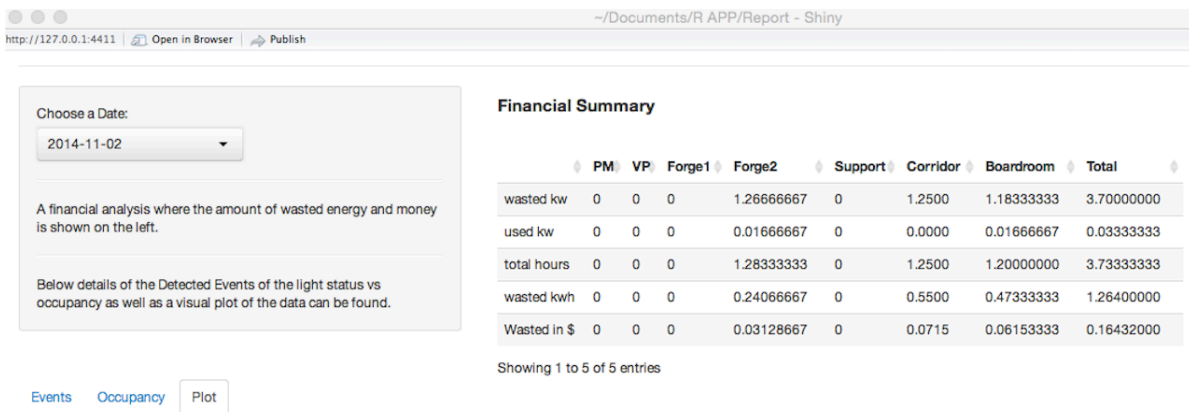 ~/Documents/R APP/Report - Shiny
http://127.0.0.1:4411 Open in Browser Publish
Choose a Date:
2014-11-02
A financial analysis where the amount of wasted energy and money
is shown on the left.
Below details of the Detected Events of the light status vs
occupancy as well as a visual plot of the data can be found.
Financial Summary
PM VP Forge1 Forge2 Support Corridor Boardroom Total
wasted kw 0 0 0 1.26666667 0 1.2500 1.18333333 3.70000000
used kw 0 0 0 0.01666667 0 0.0000 0.01666667 0.03333333
total hours 0 0 0 1.28333333 0 1.2500 1.20000000 3.73333333
wasted kwh 0 0 0 0.24066667 0 0.5500 0.47333333 1.26400000
Wasted in $ 0 0 0 0.03128667 0 0.0715 0.06153333 0.16432000
Showing 1 to 5 of 5 entries
Events Occupancy Plot